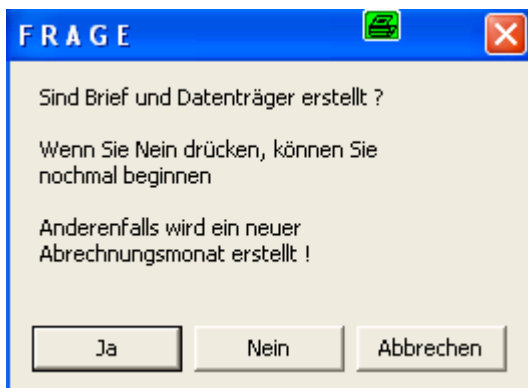 F R A G E
Sind Brief und Datenträger erstellt ?
Wenn Sie Nein drücken, können Sie
nochmal beginnen
Anderenfalls wird ein neuer
Abrechnungsmonat erstellt !
Ja
Nein
Abbrechen